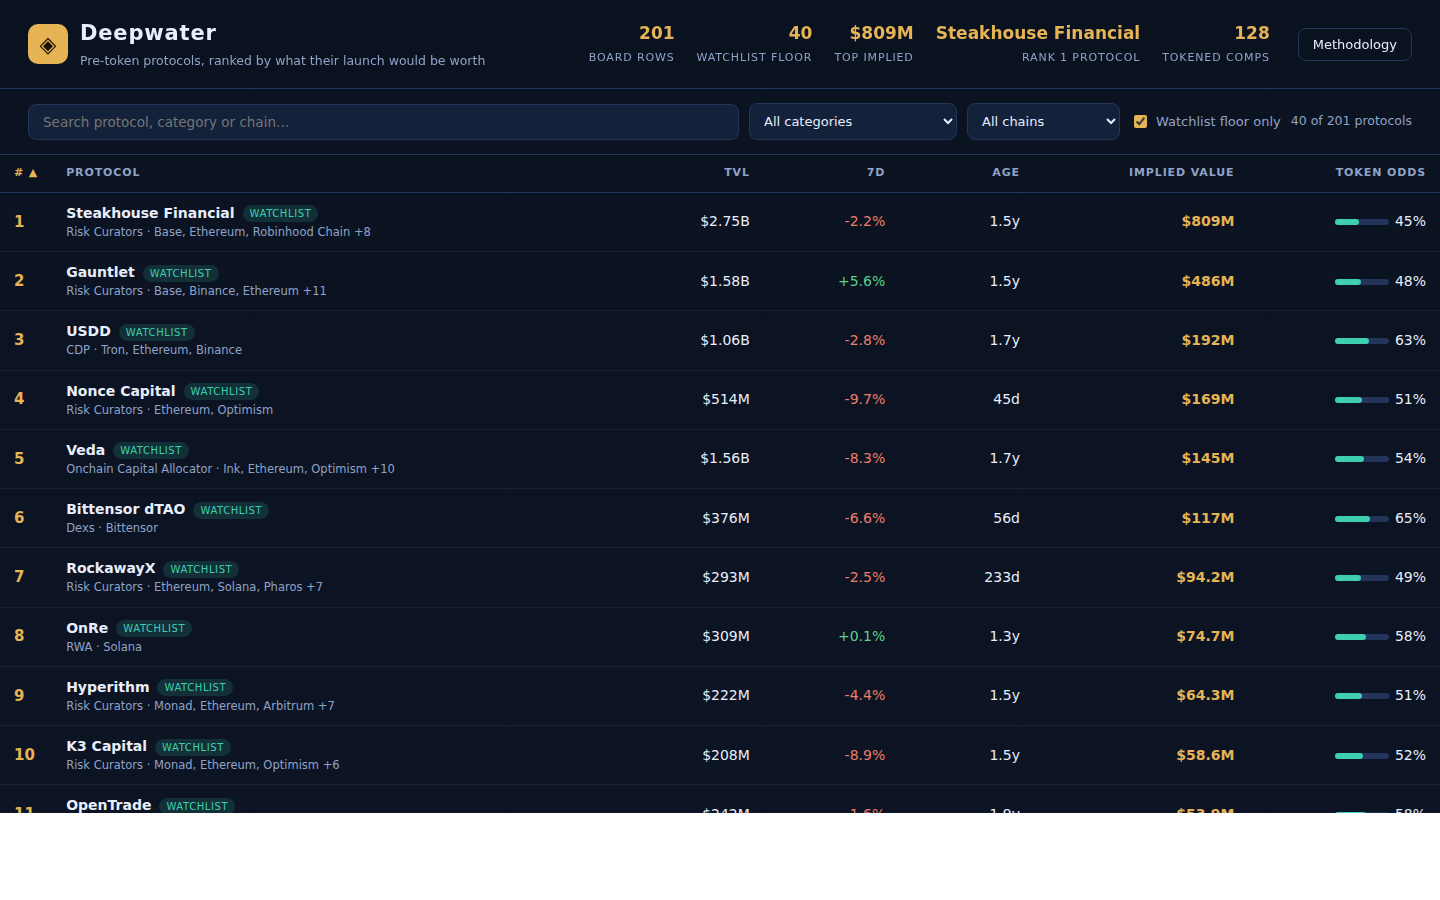 Deepwater
Pre-token protocols, ranked by what their launch would be worth
201
BOARD ROWS
40
WATCHLIST FLOOR
$809M
TOP IMPLIED
Steakhouse Financial
RANK 1 PROTOCOL
128
TOKENED COMPS
Methodology
Search protocol, category or chain...
All categories
All chains
Watchlist floor only
40 of 201 protocols
# ▲ PROTOCOL TVL 7D AGE IMPLIED VALUE TOKEN ODDS
1 Steakhouse Financial WATCHLIST $2.75B -2.2% 1.5y $809M 45%
Risk Curators · Base, Ethereum, Robinhood Chain +8
2 Gauntlet WATCHLIST $1.58B +5.6% 1.5y $486M 48%
Risk Curators · Base, Binance, Ethereum +11
3 USDD WATCHLIST $1.06B -2.8% 1.7y $192M 63%
CDP · Tron, Ethereum, Binance
4 Nonce Capital WATCHLIST $514M -9.7% 45d $169M 51%
Risk Curators · Ethereum, Optimism
5 Veda WATCHLIST $1.56B -8.3% 1.7y $145M 54%
Onchain Capital Allocator · Ink, Ethereum, Optimism +10
6 Bittensor dTAO WATCHLIST $376M -6.6% 56d $117M 65%
Dexs · Bittensor
7 RockawayX WATCHLIST $293M -2.5% 233d $94.2M 49%
Risk Curators · Ethereum, Solana, Pharos +7
8 OnRe WATCHLIST $309M +0.1% 1.3y $74.7M 58%
RWA · Solana
9 Hyperithm WATCHLIST $222M -4.4% 1.5y $64.3M 51%
Risk Curators · Monad, Ethereum, Arbitrum +7
10 K3 Capital WATCHLIST $208M -8.9% 1.5y $58.6M 52%
Risk Curators · Monad, Ethereum, Optimism +6
11 OpenTrade WATCHLIST